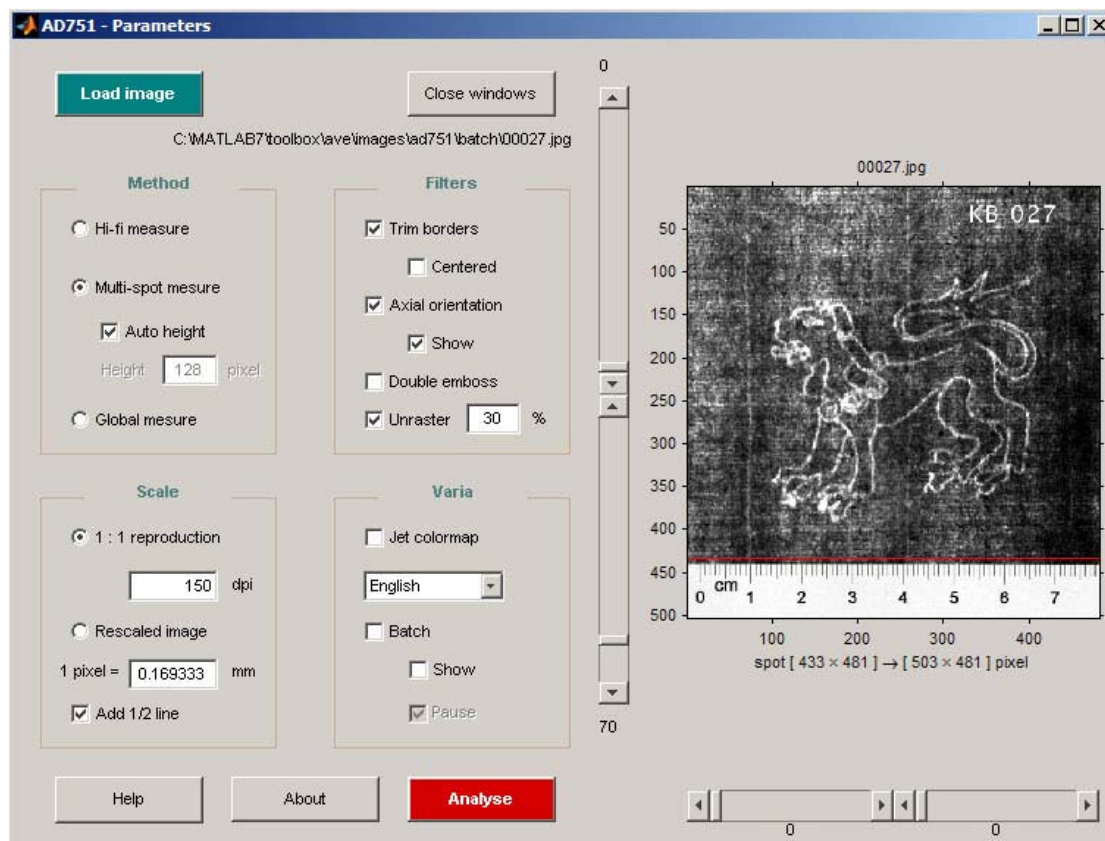 AD751 - Parameters
Load image
Close windows
C:\MATLAB7\toolbox\ave\images\ad751\batch\00027.jpg
Method
Hi-fi measure
Multi-spot mesure
Auto height
Height 128 pixel
Global mesure
Filters
Trim borders
Centered
Axial orientation
Show
Double emboss
Unraster 30 %
Scale
1 : 1 reproduction
150 dpi
Rescaled image
1 pixel = 0.169333 mm
Add 1/2 line
Varia
Jet colormap
English
Batch
Show
Pause
Help
About
Analyse
0
70
00027.jpg
KB 027
50
100
150
200
250
300
350
400
450
500
cm
0 1 2 3 4 5 6 7
100 200 300 400
spot [ 433 × 481 ] → [ 503 × 481 ] pixel
0 0